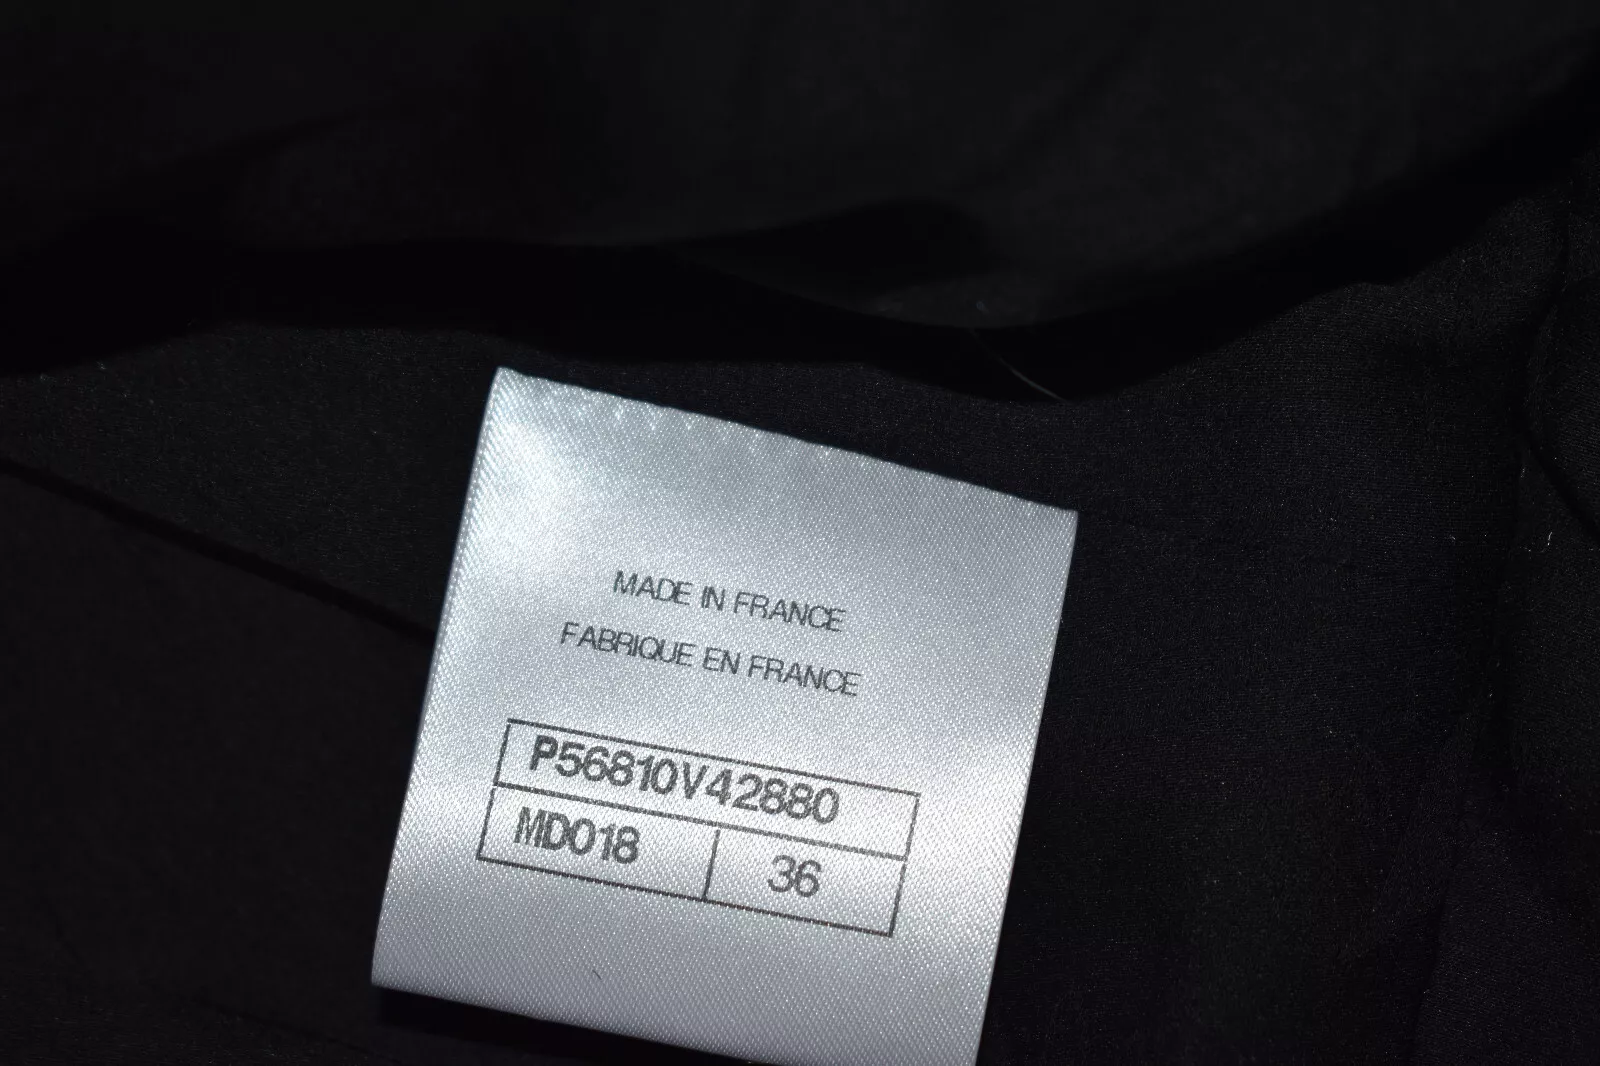 MADE IN FRANCE
FABRIQUE EN FRANCE
P56810V42880
MD018 36